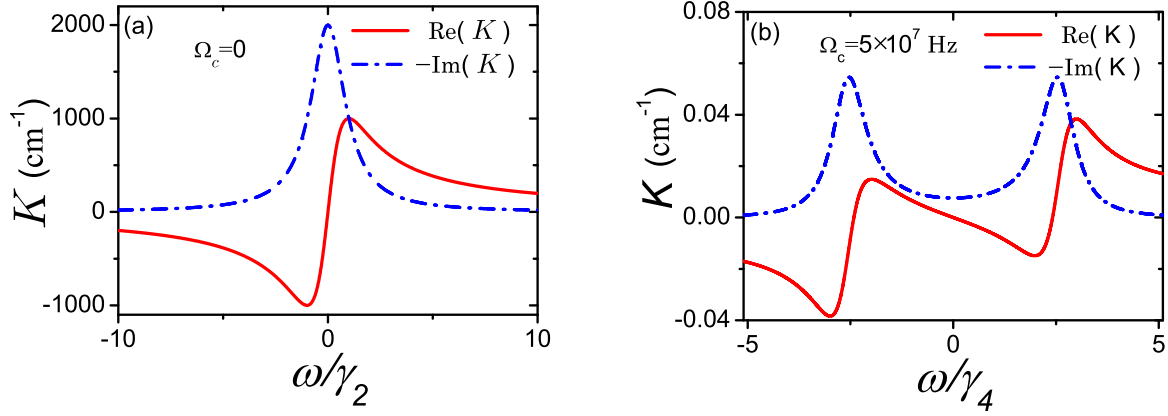 (a)
Ω_c=0
Re(K)
−Im(K)
2000
1000
0
-1000
K (cm⁻¹)
-10
0
10
ω/γ₂
(b)
Ω_c=5×10⁷ Hz
Re(K)
−Im(K)
0.08
0.04
0.00
-0.04
K (cm⁻¹)
-5
0
5
ω/γ₄